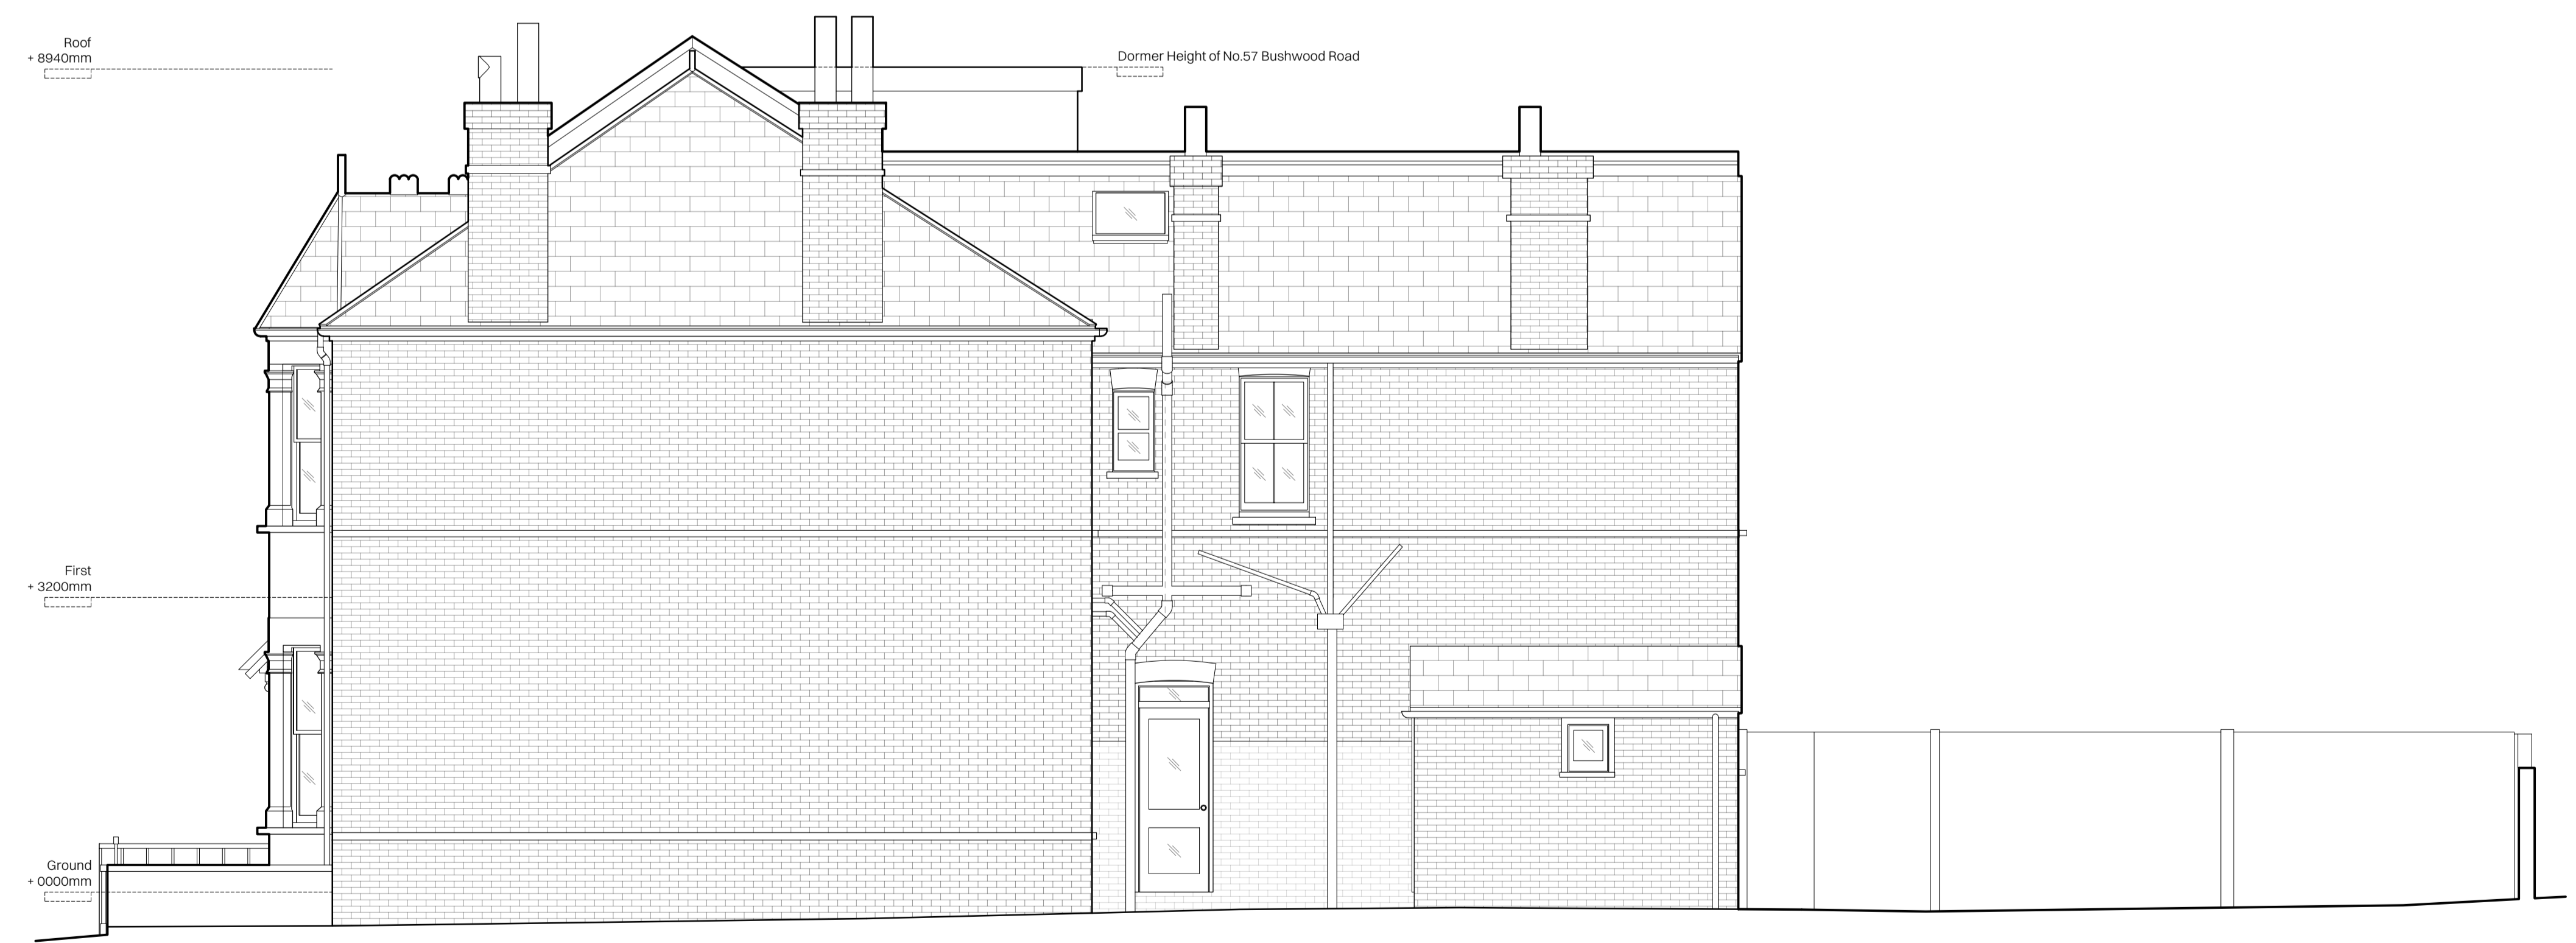 Roof
+ 8940mm
Dormer Height of No.57 Bushwood Road
First
+ 3200mm
Ground
+ 0000mm